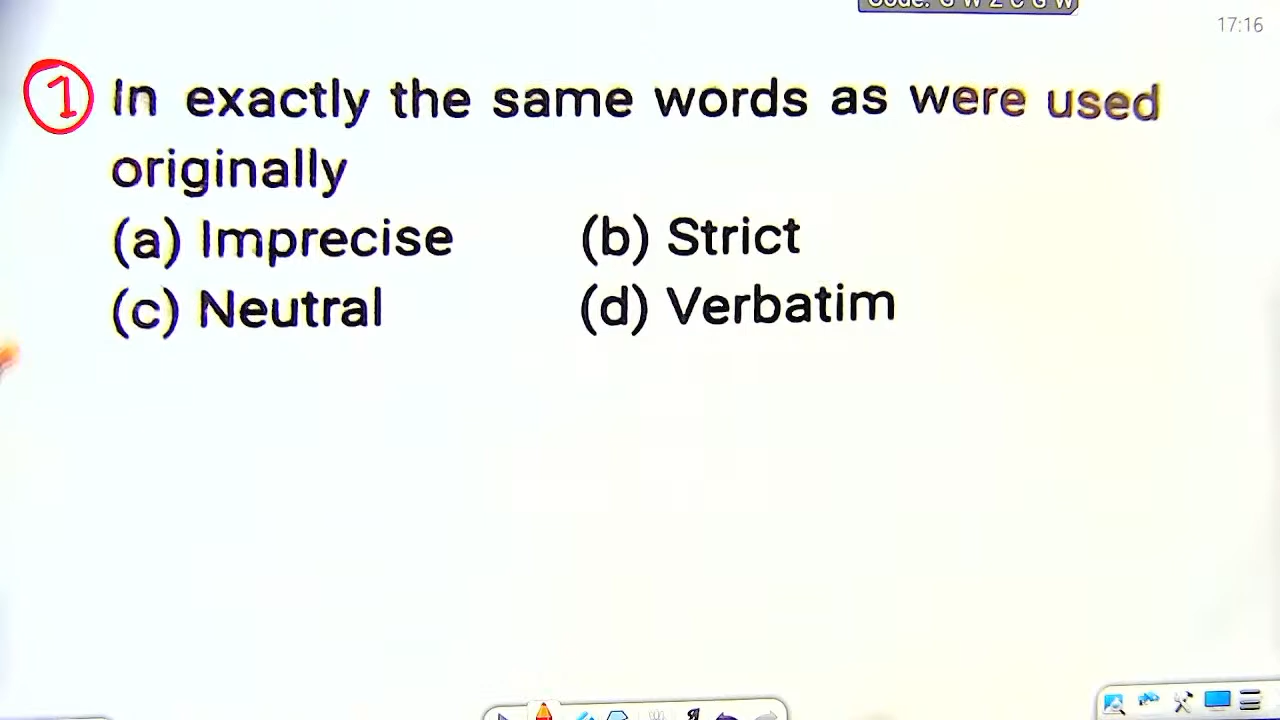 17:16
① In exactly the same words as were used
originally
(a) Imprecise (b) Strict
(c) Neutral (d) Verbatim